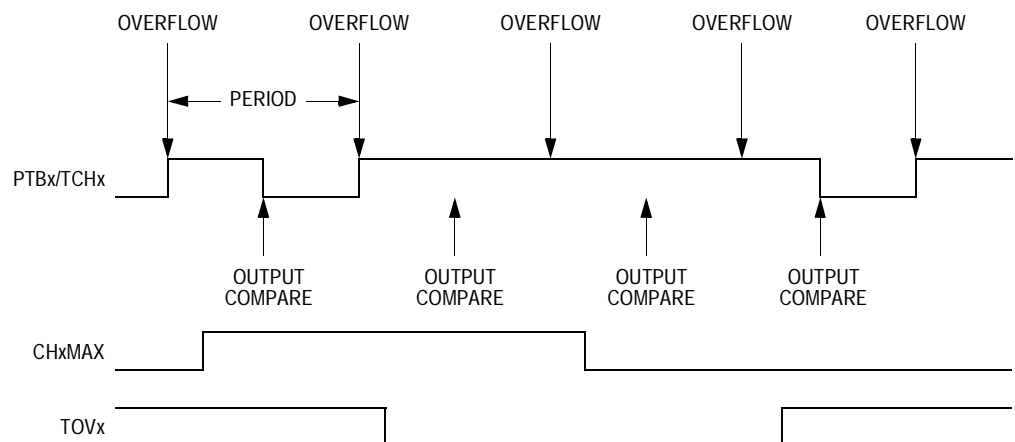 OVERFLOW OVERFLOW OVERFLOW OVERFLOW OVERFLOW
PERIOD
PTBx/TCHx
OUTPUT COMPARE
OUTPUT COMPARE
OUTPUT COMPARE
OUTPUT COMPARE
CHxMAX
TOVx